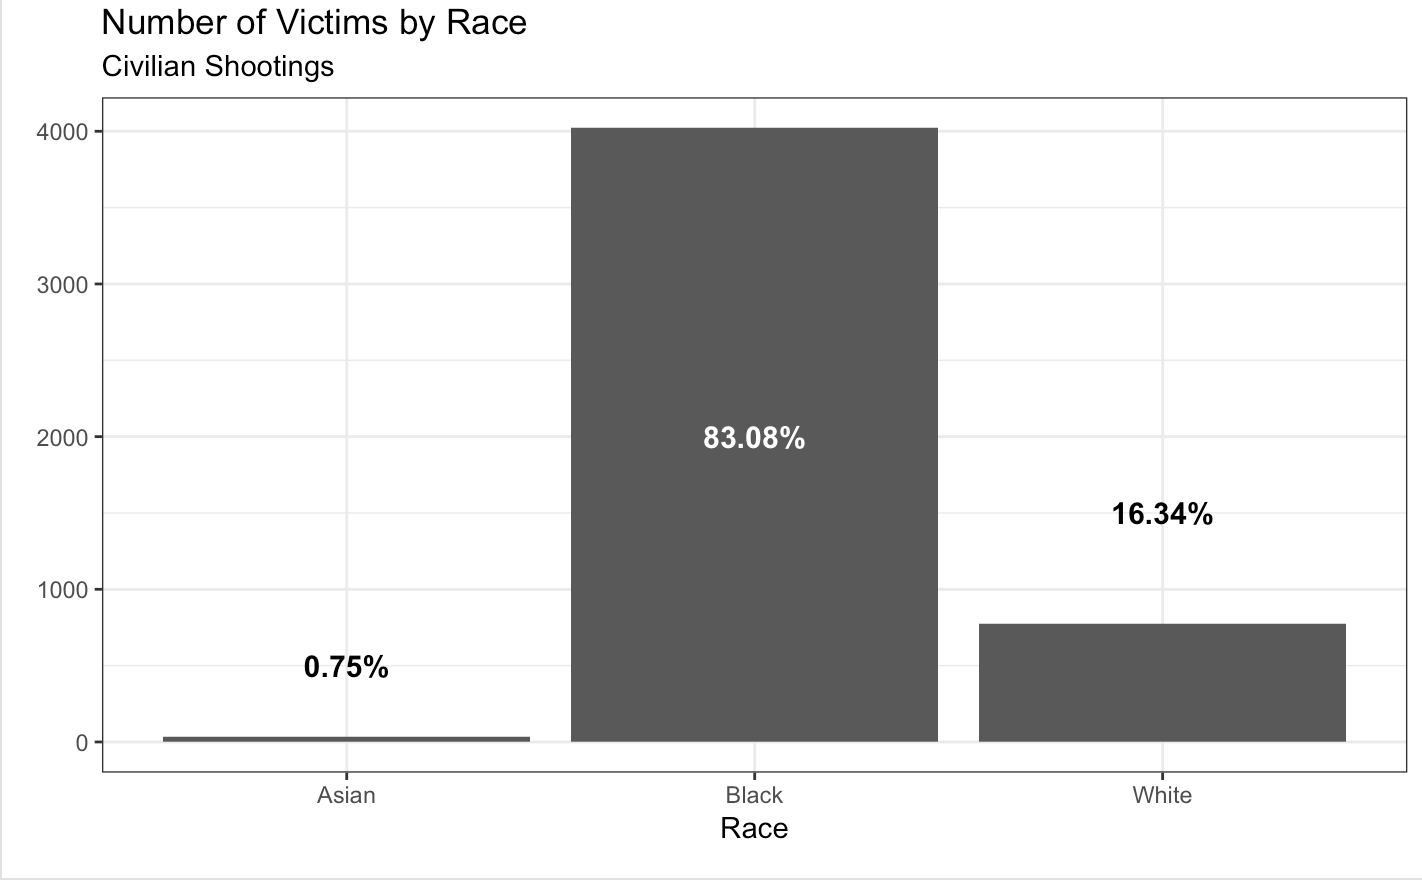 Number of Victims by Race
Civilian Shootings
4000
3000
2000
1000
0
83.08%
16.34%
0.75%
Asian Black White
Race